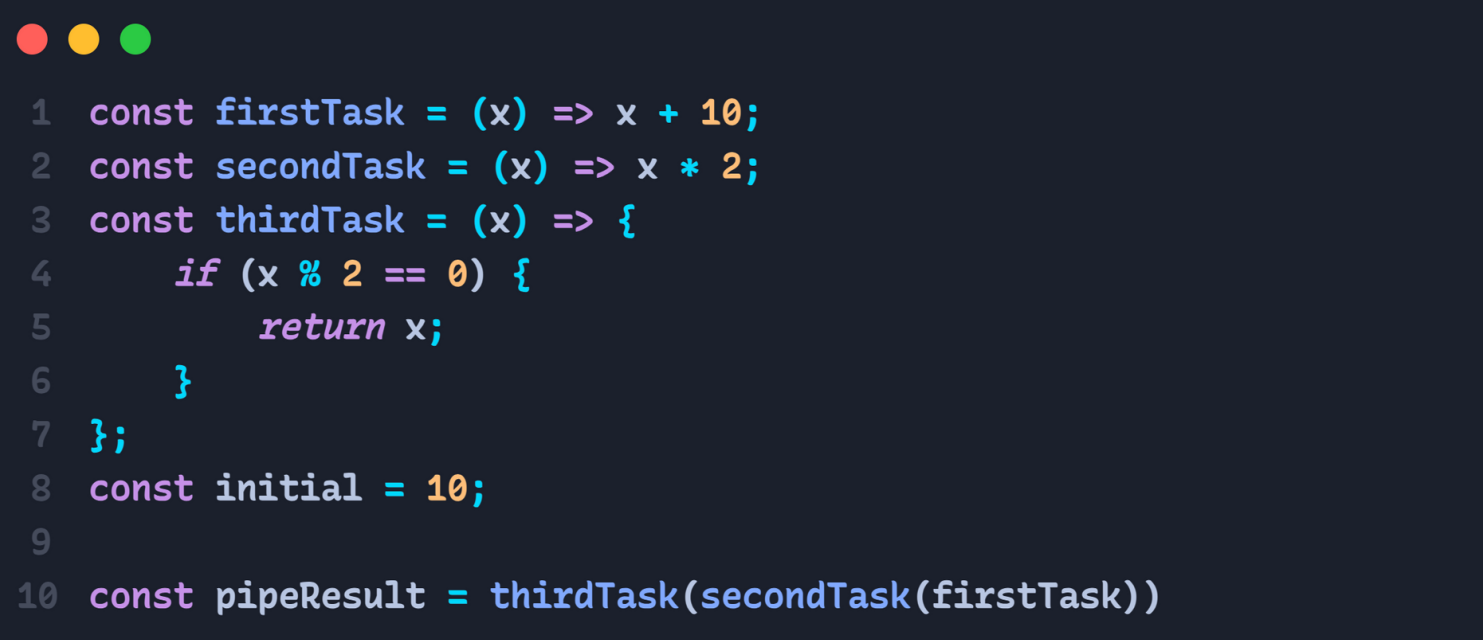 1 const firstTask = (x) => x + 10;
2 const secondTask = (x) => x * 2;
3 const thirdTask = (x) => {
4     if (x % 2 == 0) {
5         return x;
6     }
7 };
8 const initial = 10;
9
10 const pipeResult = thirdTask(secondTask(firstTask))